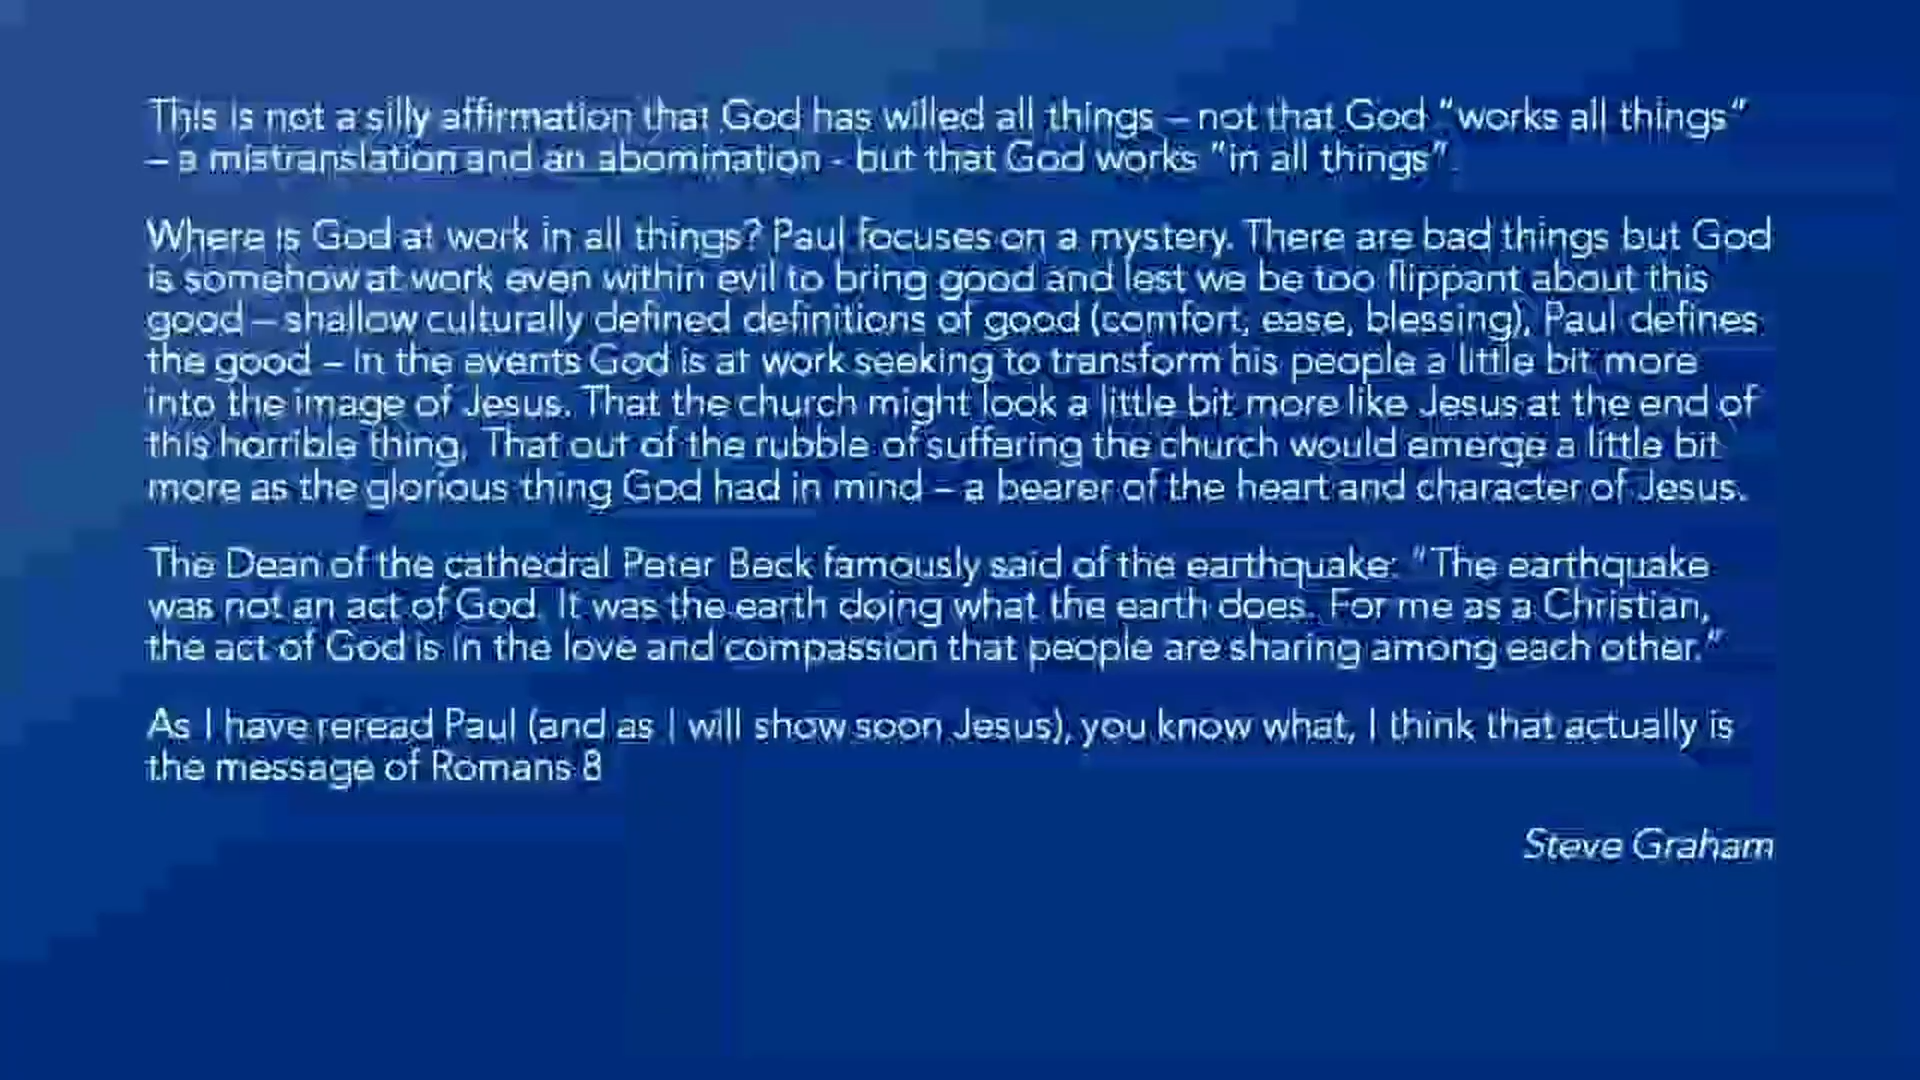 This is not a silly affirmation that God has willed all things – not that God "works all things"
– a mistranslation and an abomination - but that God works "in all things".
Where is God at work in all things? Paul focuses on a mystery. There are bad things but God
is somehow at work even within evil to bring good and lest we be too flippant about this
good – shallow culturally defined definitions of good (comfort, ease, blessing), Paul defines
the good – in the events God is at work seeking to transform his people a little bit more
into the image of Jesus. That the church might look a little bit more like Jesus at the end of
this horrible thing. That out of the rubble of suffering the church would emerge a little bit
more as the glorious thing God had in mind – a bearer of the heart and character of Jesus.
The Dean of the cathedral Peter Beck famously said of the earthquake: "The earthquake
was not an act of God. It was the earth doing what the earth does. For me as a Christian,
the act of God is in the love and compassion that people are sharing among each other."
As I have reread Paul (and as I will show soon Jesus), you know what, I think that actually is
the message of Romans 8
Steve Graham